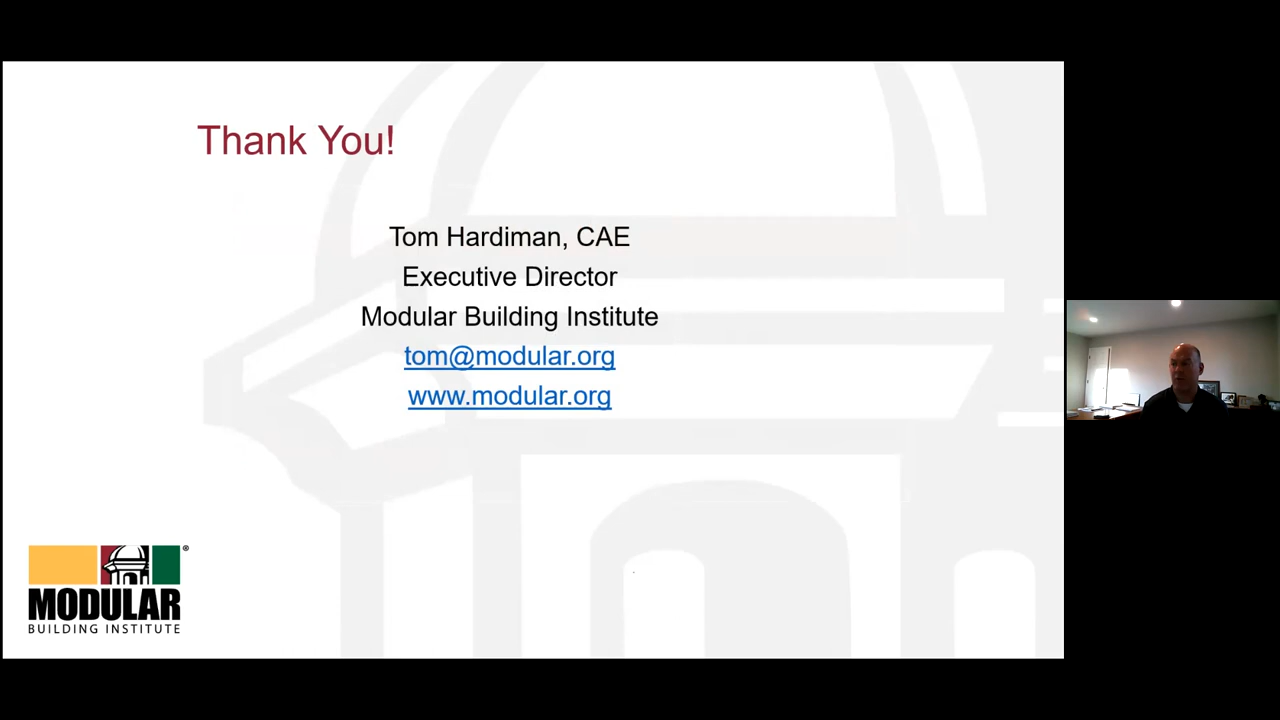 Thank You!
Tom Hardiman, CAE
Executive Director
Modular Building Institute
tom@modular.org
www.modular.org
®
MODULAR
BUILDING INSTITUTE